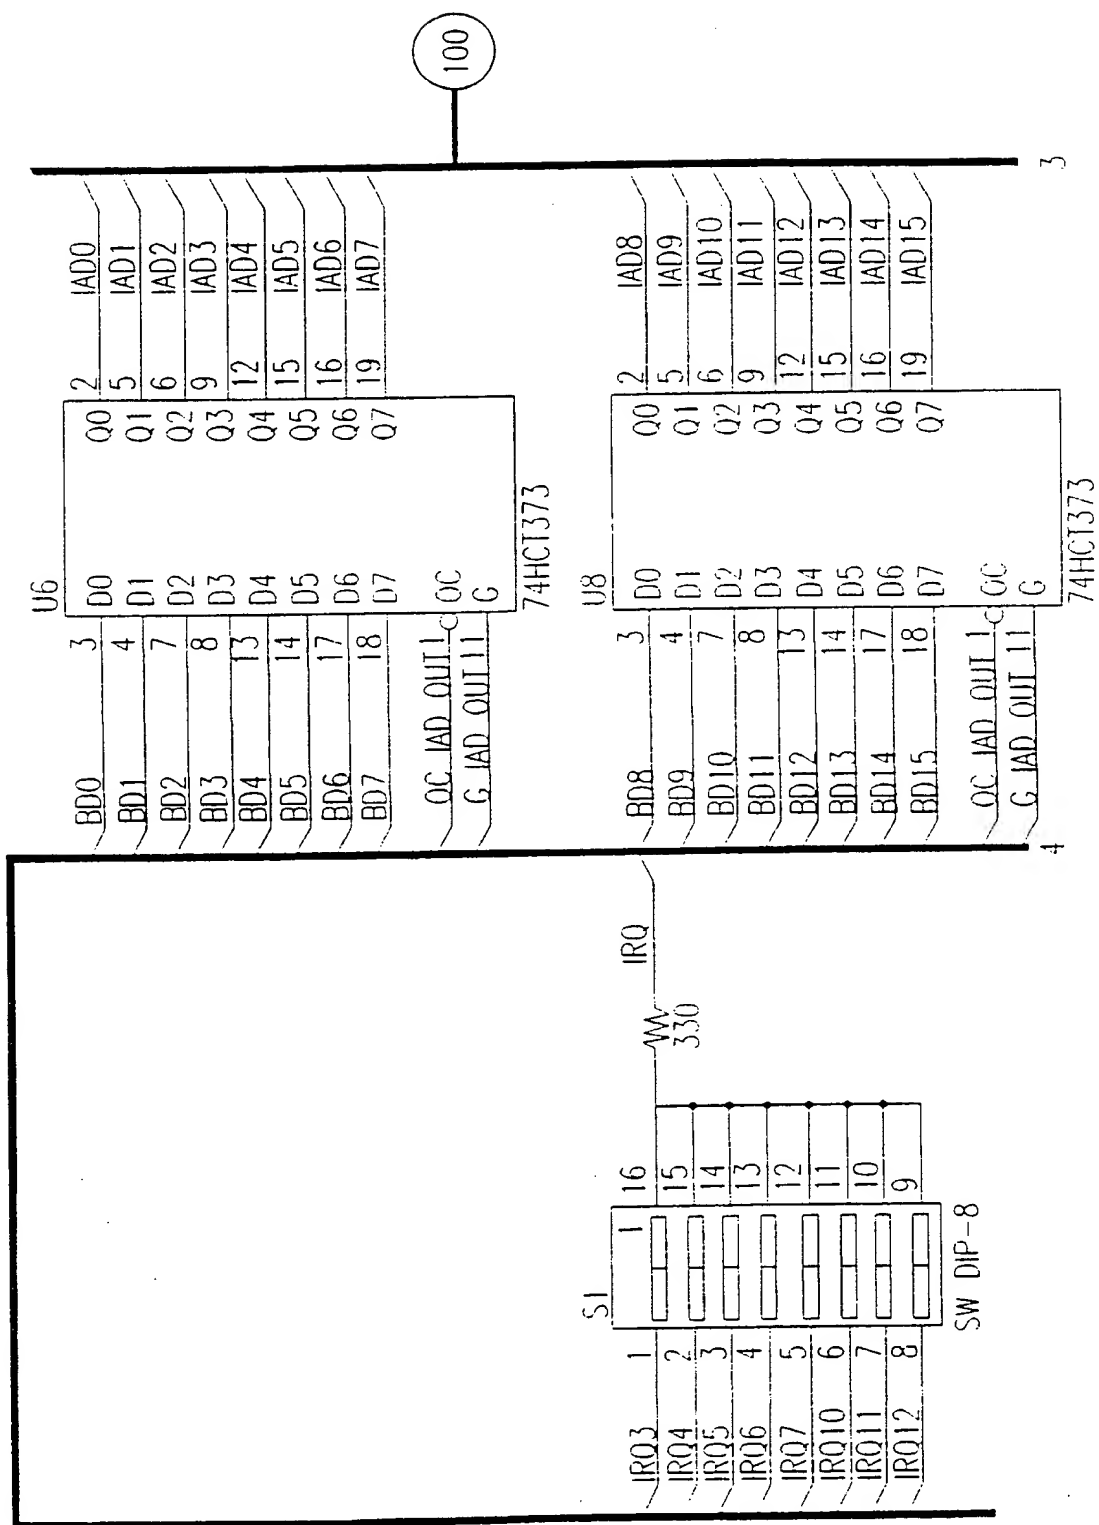 100
3
IAD0
IAD1
IAD2
IAD3
IAD4
IAD5
IAD6
IAD7
2
5
6
9
12
15
16
19
U6
Q0
Q1
Q2
Q3
Q4
Q5
Q6
Q7
D0
D1
D2
D3
D4
D5
D6
D7
OC
G
74HCT373
3
4
7
8
13
14
17
18
BD0
BD1
BD2
BD3
BD4
BD5
BD6
BD7
OC IAD OUT 1
G IAD OUT 11
IAD8
IAD9
IAD10
IAD11
IAD12
IAD13
IAD14
IAD15
2
5
6
9
12
15
16
19
U8
Q0
Q1
Q2
Q3
Q4
Q5
Q6
Q7
D0
D1
D2
D3
D4
D5
D6
D7
OC
G
74HCT373
3
4
7
8
13
14
17
18
BD8
BD9
BD10
BD11
BD12
BD13
BD14
BD15
OC IAD OUT 1
G IAD OUT 11
4
IRQ
330
16
15
14
13
12
11
10
9
S1
1
SW DIP-8
1
2
3
4
5
6
7
8
IRQ3
IRQ4
IRQ5
IRQ6
IRQ7
IRQ10
IRQ11
IRQ12